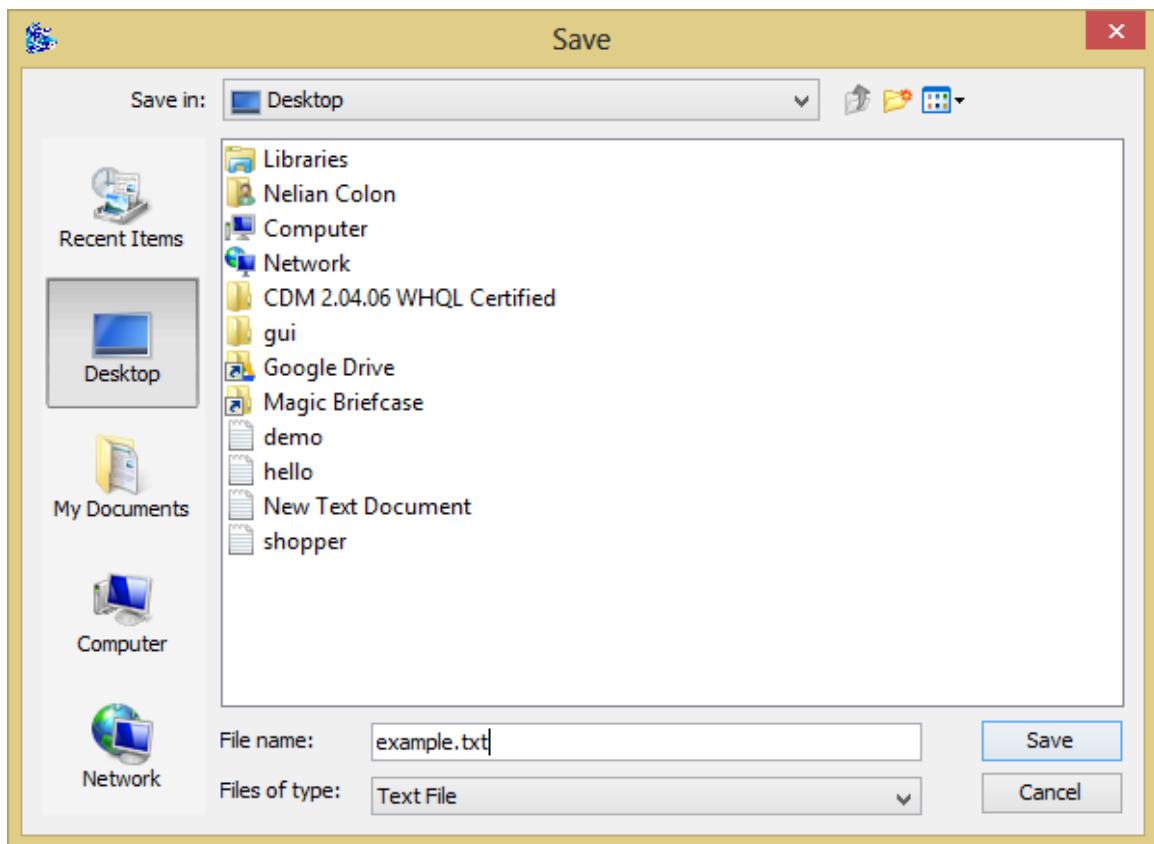 Save
Save in:
Desktop
Recent Items
Desktop
My Documents
Computer
Network
Libraries
Nelian Colon
Computer
Network
CDM 2.04.06 WHQL Certified
gui
Google Drive
Magic Briefcase
demo
hello
New Text Document
shopper
File name:
example.txt
Save
Files of type:
Text File
Cancel